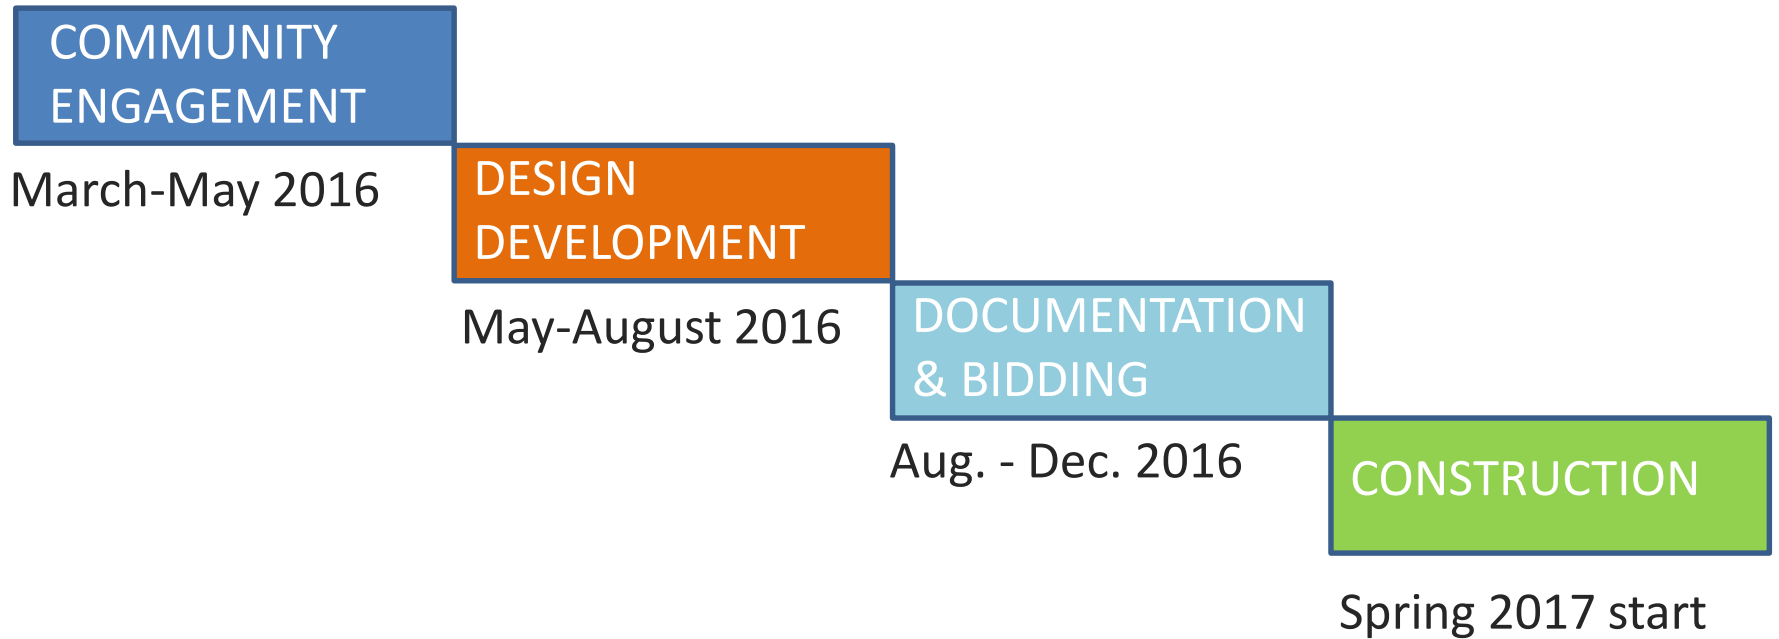 COMMUNITY
ENGAGEMENT
March-May 2016
DESIGN
DEVELOPMENT
May-August 2016
DOCUMENTATION
& BIDDING
Aug. - Dec. 2016
CONSTRUCTION
Spring 2017 start